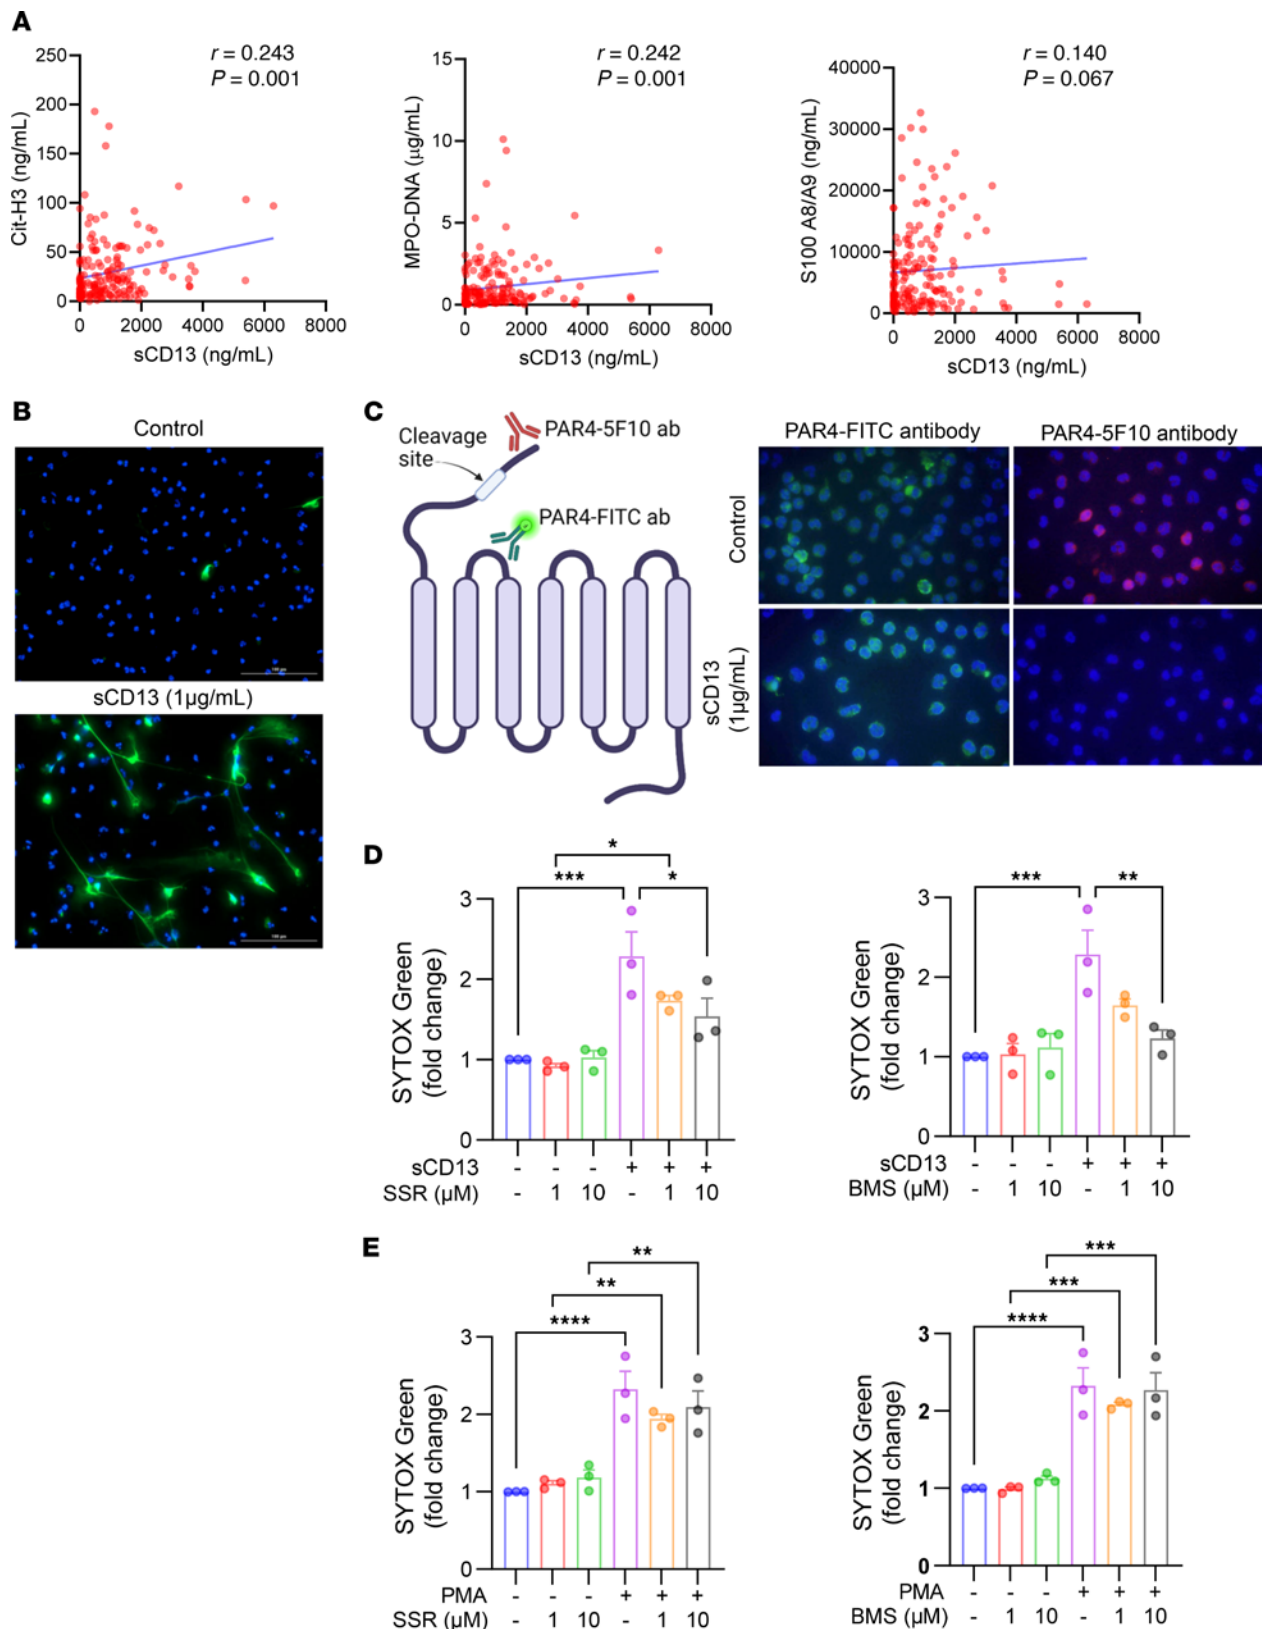 A
r = 0.243
P = 0.001
250
200
150
100
50
0
Cit-H3 (ng/mL)
0 2000 4000 6000 8000
sCD13 (ng/mL)
r = 0.242
P = 0.001
15
10
5
0
MPO-DNA (μg/mL)
0 2000 4000 6000 8000
sCD13 (ng/mL)
r = 0.140
P = 0.067
40000
30000
20000
10000
0
S100 A8/A9 (ng/mL)
0 2000 4000 6000 8000
sCD13 (ng/mL)
B
Control
sCD13 (1μg/mL)
C
Cleavage
site
PAR4-5F10 ab
PAR4-FITC ab
PAR4-FITC antibody
PAR4-5F10 antibody
Control
sCD13
(1μg/mL)
D
*
*** *
3
2
1
0
SYTOX Green
(fold change)
sCD13 - - - + + +
SSR (μM) - 1 10 - 1 10
*** **
3
2
1
0
SYTOX Green
(fold change)
sCD13 - - - + + +
BMS (μM) - 1 10 - 1 10
E
**
**
****
3
2
1
0
SYTOX Green
(fold change)
PMA - - - + + +
SSR (μM) - 1 10 - 1 10
***
***
****
3
2
1
0
SYTOX Green
(fold change)
PMA - - - + + +
BMS (μM) - 1 10 - 1 10